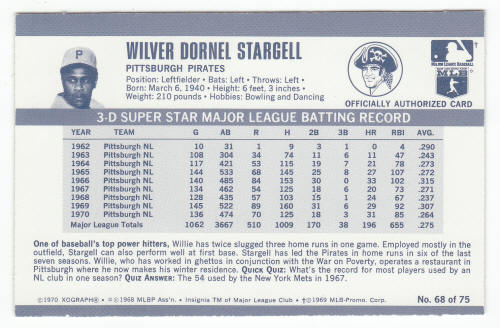 P
WILVER DORNEL STARGELL
PITTSBURGH PIRATES
Position: Leftfielder • Bats: Left • Throws: Left
Born: March 6, 1940 • Height: 6 feet, 3 inches
Weight: 210 pounds • Hobbies: Bowling and Dancing
MAJOR LEAGUE BASEBALL
MLB
OFFICIALLY AUTHORIZED CARD
3-D SUPER STAR MAJOR LEAGUE BATTING RECORD
YEAR TEAM G AB R H 2B 3B HR RBI AVG.
1962 Pittsburgh NL 10 31 1 9 3 1 0 4 .290
1963 Pittsburgh NL 108 304 34 74 11 6 11 47 .243
1964 Pittsburgh NL 117 421 53 115 19 7 21 78 .273
1965 Pittsburgh NL 144 533 68 145 25 8 27 107 .272
1966 Pittsburgh NL 140 485 84 153 30 0 33 102 .315
1967 Pittsburgh NL 134 462 54 125 18 6 20 73 .271
1968 Pittsburgh NL 128 435 57 103 15 1 24 67 .237
1969 Pittsburgh NL 145 522 89 160 31 6 29 92 .307
1970 Pittsburgh NL 136 474 70 125 18 3 31 85 .264
Major League Totals 1062 3667 510 1009 170 38 196 655 .275
One of baseball's top power hitters, Willie has twice slugged three home runs in one game. Employed mostly in the
outfield, Stargell can also perform well at first base. Stargell has led the Pirates in home runs in six of the last
seven seasons. Willie, who has worked in ghettos in conjunction with the War on Poverty, operates a restaurant in
Pittsburgh where he now makes his winter residence. QUICK QUIZ: What's the record for most players used by an
NL club in one season? QUIZ ANSWER: The 54 used by the New York Mets in 1967.
©1970 XOGRAPH® • ©1968 MLBP Ass'n. • Insignia TM of Major League Club • †©1969 MLB-Promo. Corp.
No. 68 of 75